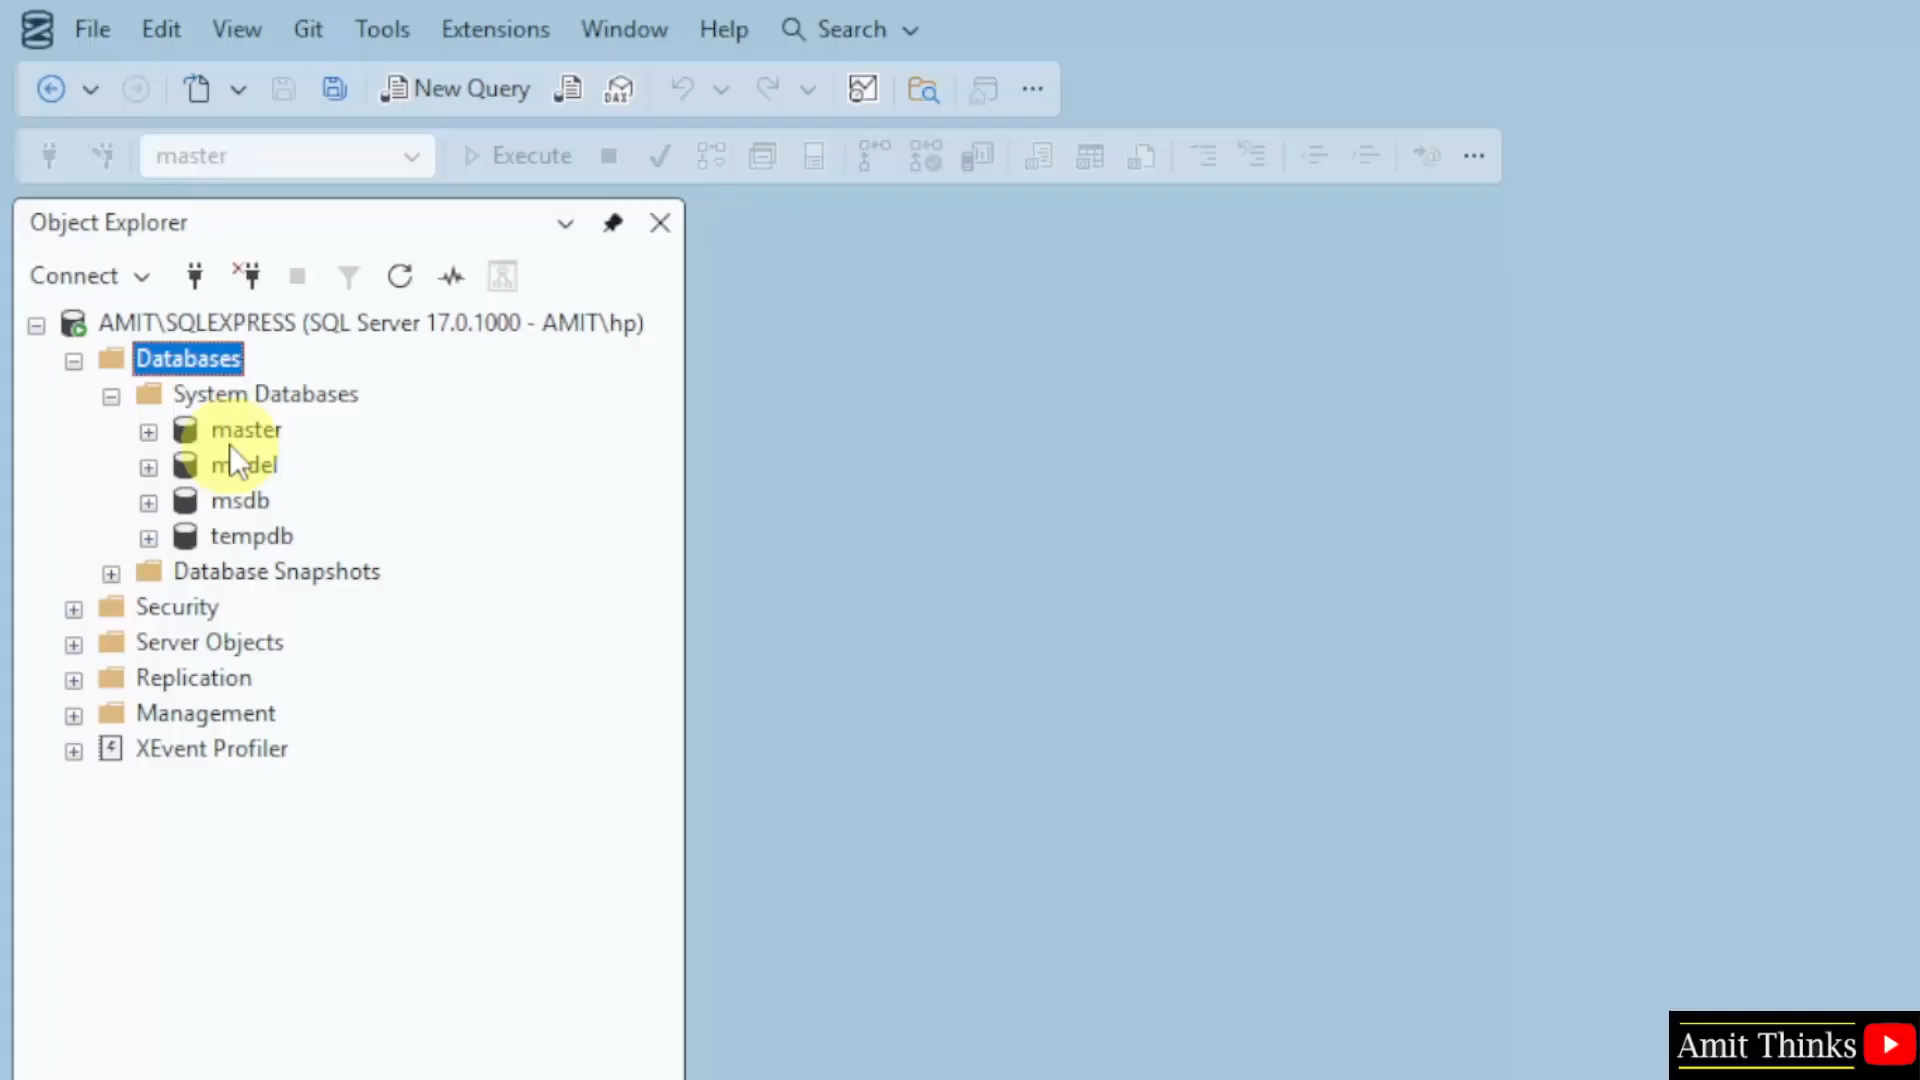 File Edit View Git Tools Extensions Window Help Search
New Query DAX
master Execute
Object Explorer
Connect
AMIT\SQLEXPRESS (SQL Server 17.0.1000 - AMIT\hp)
Databases
System Databases
master
model
msdb
tempdb
Database Snapshots
Security
Server Objects
Replication
Management
XEvent Profiler
Amit Thinks